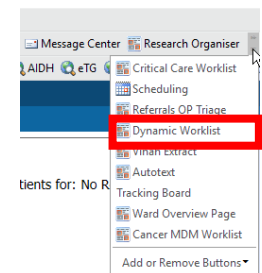 Message Center Research Organiser
AIDH eTG
Critical Care Worklist
Scheduling
Referrals OP Triage
Dynamic Worklist
Vinah Extract
Autotext
tients for: No R
Tracking Board
Ward Overview Page
Cancer MDM Worklist
Add or Remove Buttons